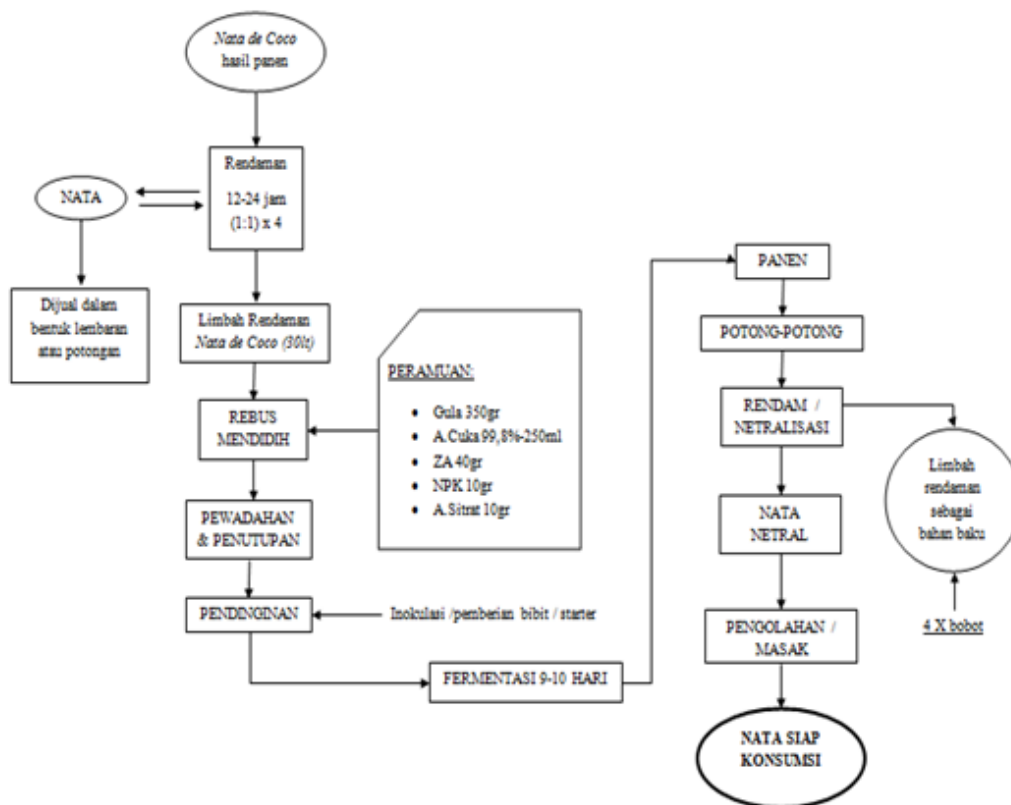 Nata de Coco
hasil panen
Rendaman
12-24 jam
(1:1) x 4
NATA
Dijual dalam
bentuk lembaran
atau potongan
Limbah Rendaman
Nata de Coco (30lt)
PERAMUAN:
• Gula 350gr
• A.Cuka 99,8%-250ml
• ZA 40gr
• NPK 10gr
• A.Sitrat 10gr
REBUS
MENDIDIH
PEWADAHAN
& PENUTUPAN
PENDINGINAN
Inokulasi /pemberian bibit / starter
FERMENTASI 9-10 HARI
PANEN
POTONG-POTONG
RENDAM /
NETRALISASI
Limbah
rendaman
sebagai
bahan baku
4 X bobot
NATA
NETRAL
PENGOLAHAN /
MASAK
NATA SIAP
KONSUMSI